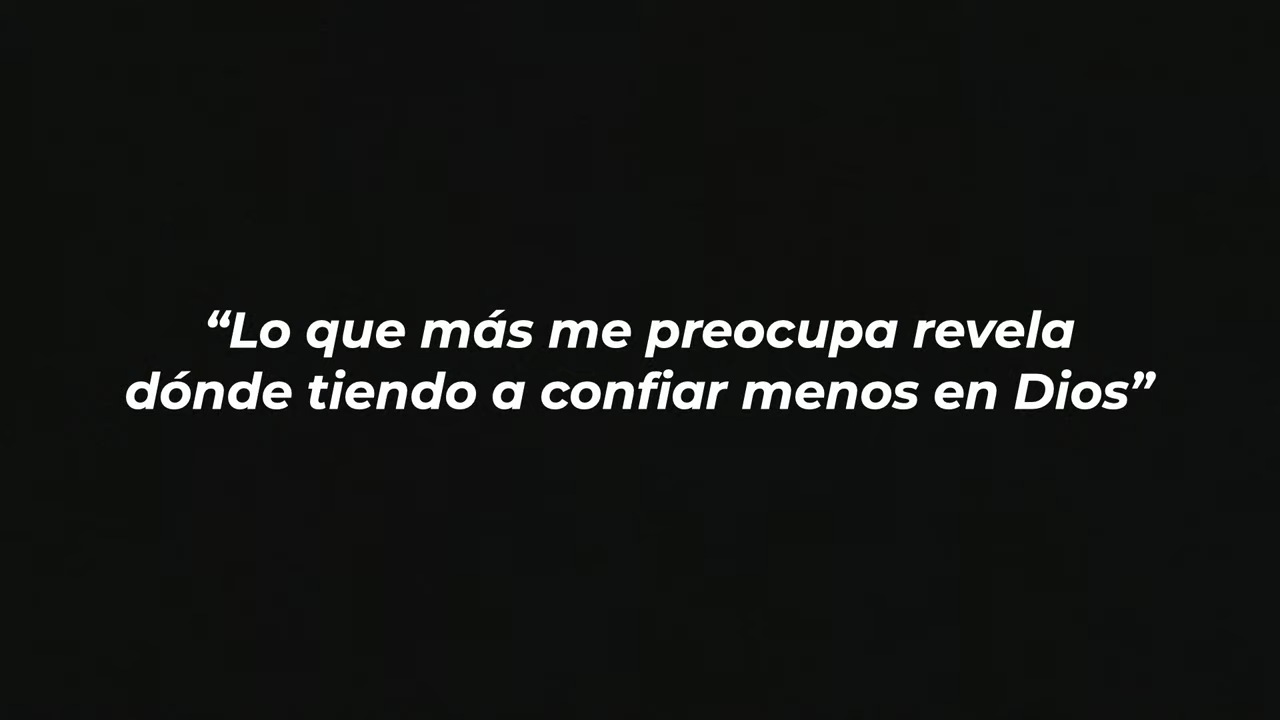 “Lo que más me preocupa revela
dónde tiendo a confiar menos en Dios”